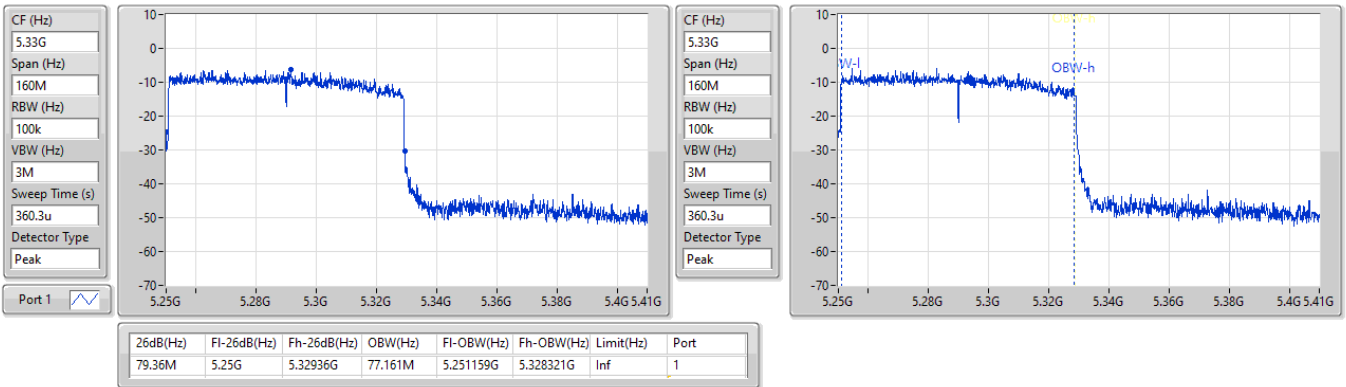 CF (Hz)
5.33G
Span (Hz)
160M
RBW (Hz)
100k
VBW (Hz)
3M
Sweep Time (s)
360.3u
Detector Type
Peak
Port 1
10
0
-10
-20
-30
-40
-50
-60
-70
5.25G 5.28G 5.3G 5.32G 5.34G 5.36G 5.38G 5.4G 5.41G
CF (Hz)
5.33G
Span (Hz)
160M
RBW (Hz)
100k
VBW (Hz)
3M
Sweep Time (s)
360.3u
Detector Type
Peak
OBW-h
W-l
OBW-h
10
0
-10
-20
-30
-40
-50
-60
-70
5.25G 5.28G 5.3G 5.32G 5.34G 5.36G 5.38G 5.4G 5.41G
26dB(Hz) Fl-26dB(Hz) Fh-26dB(Hz) OBW(Hz) Fl-OBW(Hz) Fh-OBW(Hz) Limit(Hz) Port
79.36M 5.25G 5.32936G 77.161M 5.251159G 5.328321G Inf 1